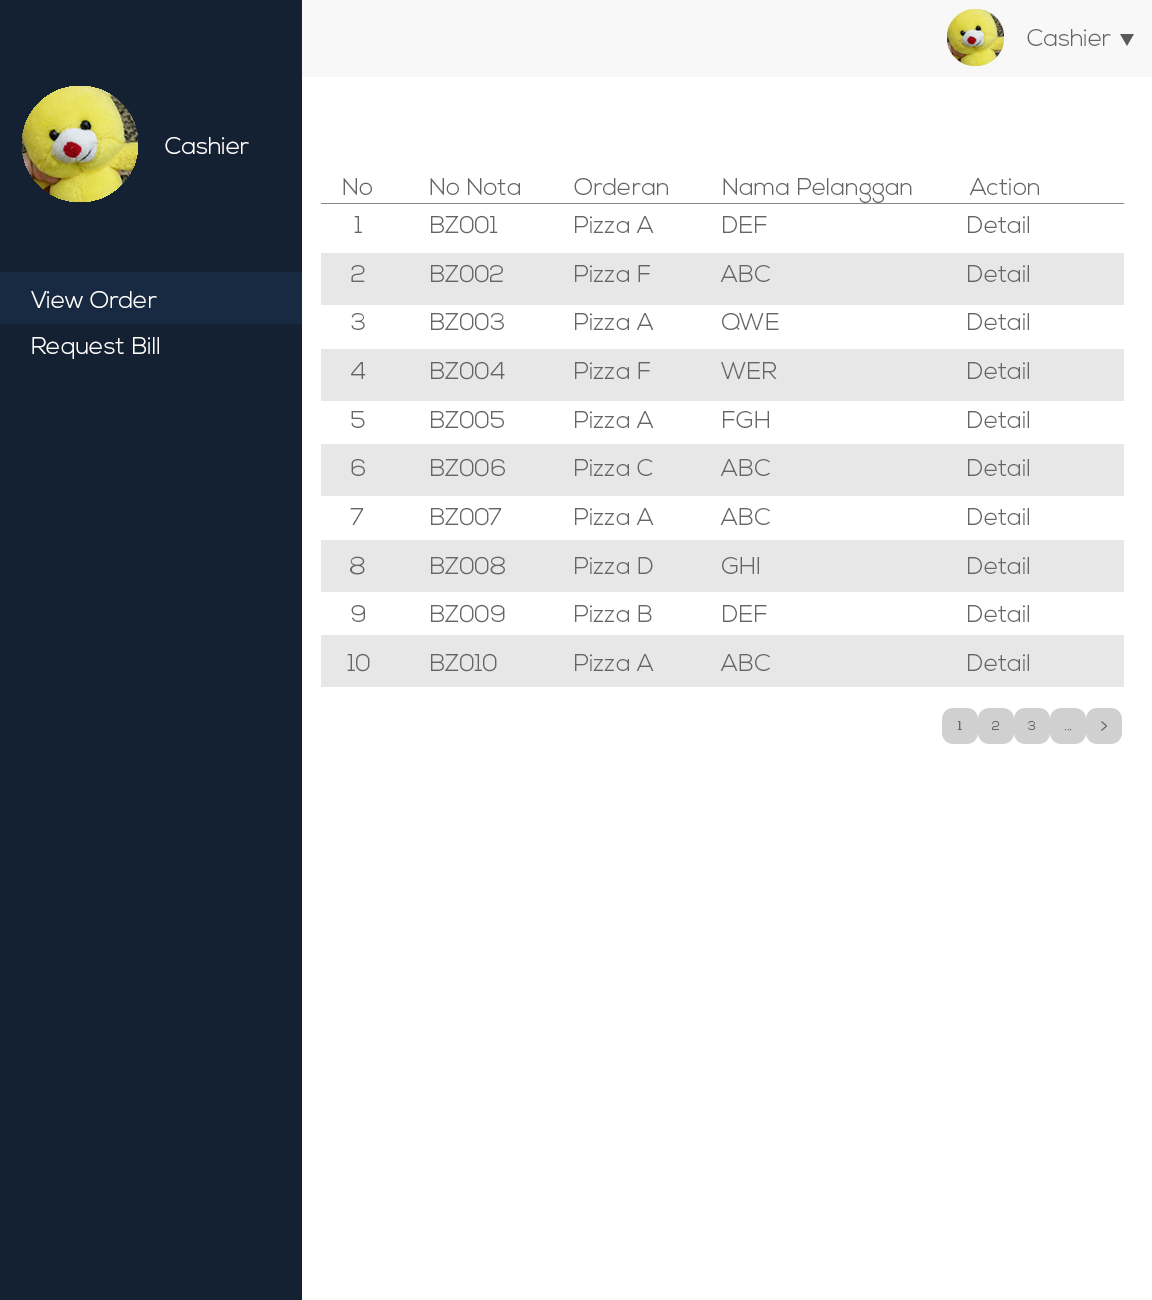 Cashier ▼
Cashier
View Order
Request Bill
No No Nota Orderan Nama Pelanggan Action
1 BZ001 Pizza A DEF Detail
2 BZ002 Pizza F ABC Detail
3 BZ003 Pizza A QWE Detail
4 BZ004 Pizza F WER Detail
5 BZ005 Pizza A FGH Detail
6 BZ006 Pizza C ABC Detail
7 BZ007 Pizza A ABC Detail
8 BZ008 Pizza D GHI Detail
9 BZ009 Pizza B DEF Detail
10 BZ010 Pizza A ABC Detail
1 2 3 ... >